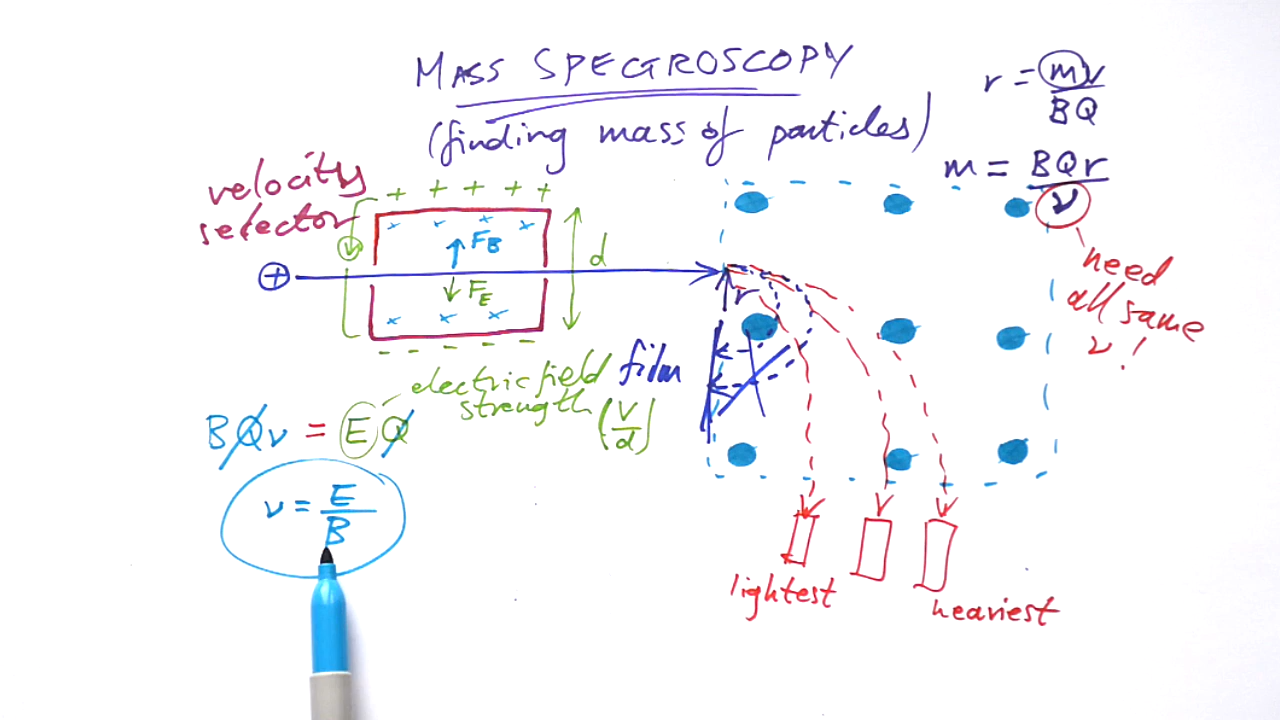 MASS SPECTROSCOPY
(finding mass of particles)
r = mv / BQ
m = BQr / v
need
all same
v !
velocity
selector
+ + + + +
x x x x
F_B
d
+
F_E
r
x x x
- - - - -
electric field
strength (V/d)
film
BQv = EQ
v = E / B
lightest
heaviest